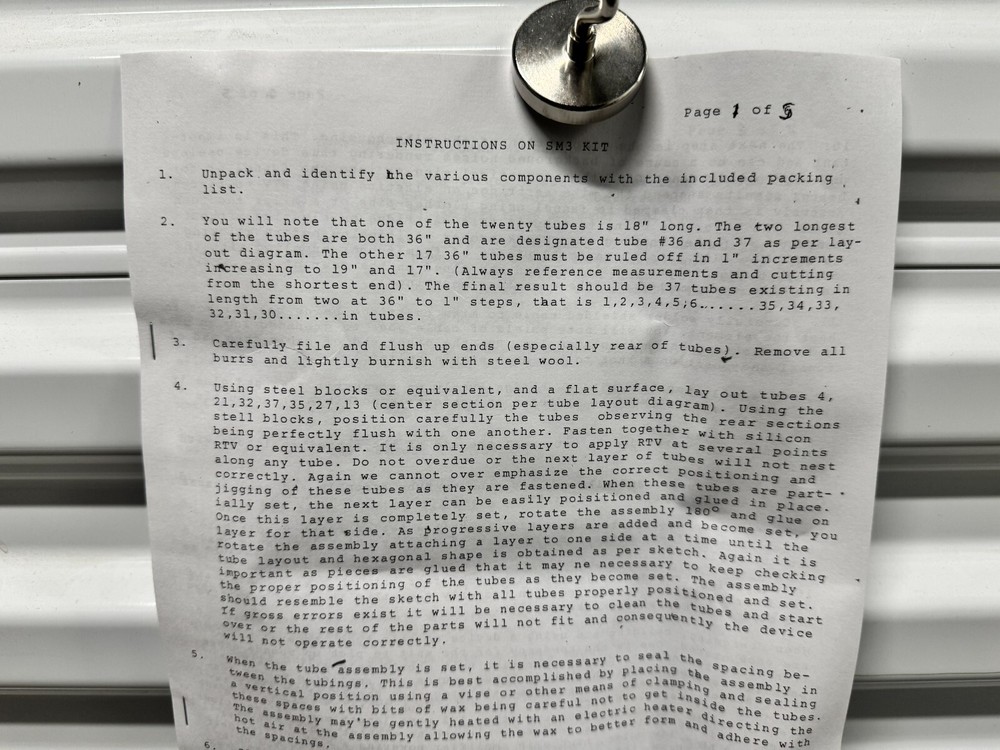 Page 1 of 5
INSTRUCTIONS ON SM3 KIT
1. Unpack and identify the various components with the included packing
list.
2. You will note that one of the twenty tubes is 18" long. The two longest
of the tubes are both 36" and are designated tube #36 and 37 as per lay-
out diagram. The other 17 36" tubes must be ruled off in 1" increments
increasing to 19" and 17". (Always reference measurements and cutting
from the shortest end). The final result should be 37 tubes existing in
length from two at 36" to 1" steps, that is 1,2,3,4,5;6.......35,34,33,
32,31,30.......in tubes.
3. Carefully file and flush up ends (especially rear of tubes). Remove all
burrs and lightly burnish with steel wool.
4. Using steel blocks or equivalent, and a flat surface, lay out tubes 4,
21,32,37,35,27,13 (center section per tube layout diagram). Using the
stell blocks, position carefully the tubes observing the rear sections
being perfectly flush with one another. Fasten together with silicon
RTV or equivalent. It is only necessary to apply RTV at several points
along any tube. Do not overdue or the next layer of tubes will not nest
correctly. Again we cannot over emphasize the correct positioning and
jigging of these tubes as they are fastened. When these tubes are part-
ially set, the next layer can be easily poisitioned and glued in place.
Once this layer is completely set, rotate the assembly 180° and glue on
layer for that side. As progressive layers are added and become set, you
rotate the assembly attaching a layer to one side at a time until the
tube layout and hexagonal shape is obtained as per sketch. Again it is
important as pieces are glued that it may ne necessary to keep checking
the proper positioning of the tubes as they become set. The assembly
should resemble the sketch with all tubes properly positioned and set.
If gross errors exist it will be necessary to clean the tubes and start
over or the rest of the parts will not fit and consequently the device
will not operate correctly.
5. When the tube assembly is set, it is necessary to seal the spacing be-
tween the tubings. This is best accomplished by placing the assembly in
a vertical position using a vise or other means of clamping and sealing
these spaces with bits of wax being careful not to get inside the tubes.
The assembly may be gently heated with an electric heater directing the
hot air at the assembly allowing the wax to better form and adhere with
the spacings.
6.